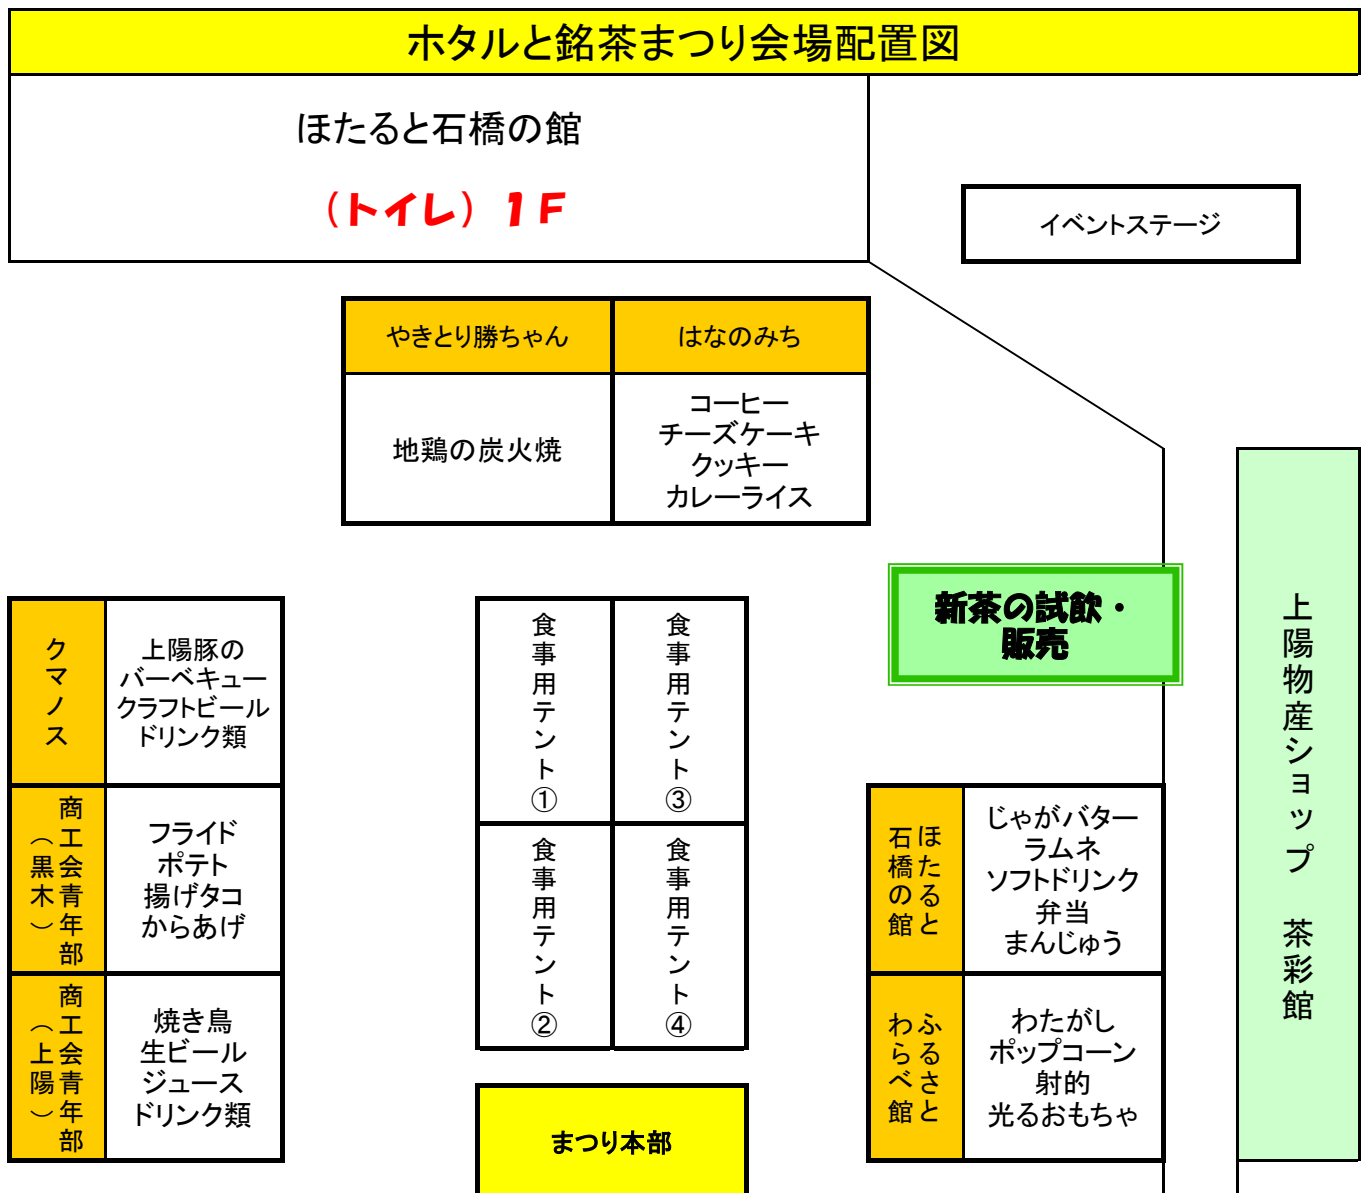 ホタルと銘茶まつり会場配置図
ほたると石橋の館
（トイレ）１Ｆ
イベントステージ
やきとり勝ちゃん
地鶏の炭火焼
はなのみち
コーヒー
チーズケーキ
クッキー
カレーライス
新茶の試飲・
販売
クマノス
上陽豚の
バーベキュー
クラフトビール
ドリンク類
商工会青年部
（黒木）
フライド
ポテト
揚げタコ
からあげ
商工会青年部
（上陽）
焼き鳥
生ビール
ジュース
ドリンク類
食事用テント①
食事用テント③
食事用テント②
食事用テント④
まつり本部
ほたると
石橋の館
じゃがバター
ラムネ
ソフトドリンク
弁当
まんじゅう
ふるさと
わらべ館
わたがし
ポップコーン
射的
光るおもちゃ
上陽物産ショップ　茶彩館